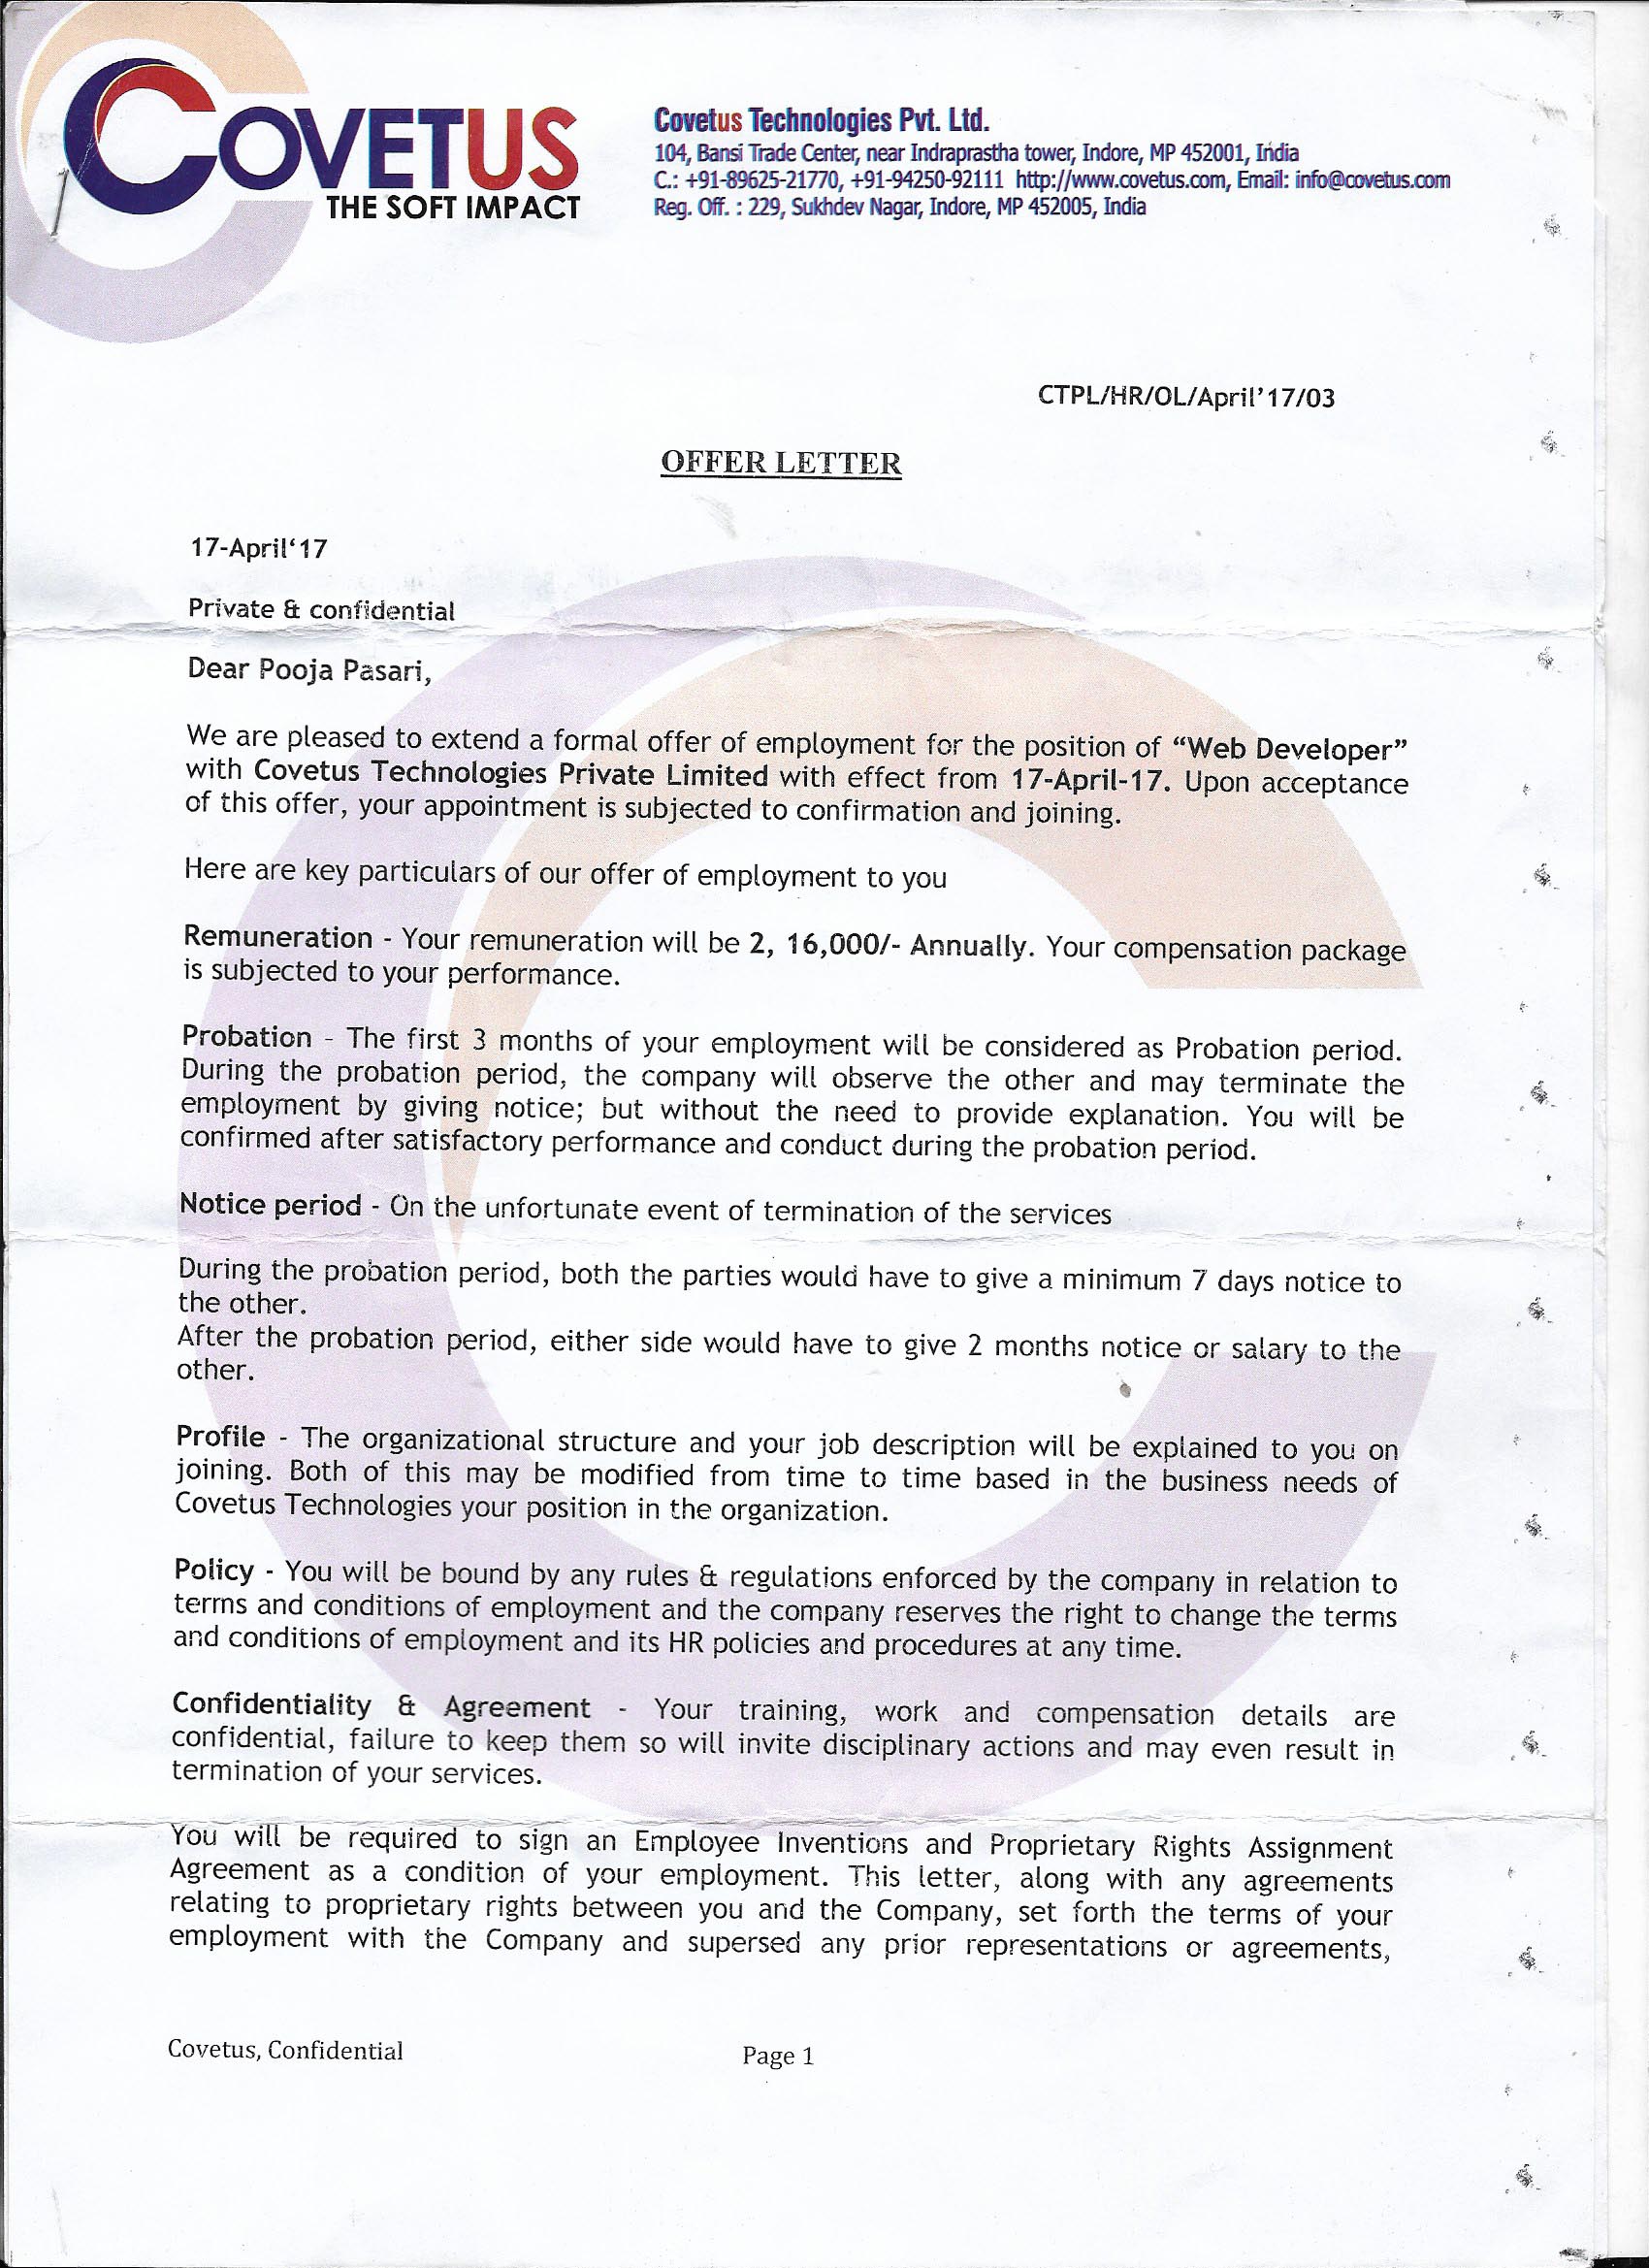 COVETUS
THE SOFT IMPACT
Covetus Technologies Pvt. Ltd.
104, Bansi Trade Center, near Indraprastha tower, Indore, MP 452001, India
C.: +91-89625-21770, +91-94250-92111 http://www.covetus.com, Email: info@covetus.com
Reg. Off. : 229, Sukhdev Nagar, Indore, MP 452005, India
CTPL/HR/OL/April'17/03
OFFER LETTER
17-April‘17
Private & confidential
Dear Pooja Pasari,
We are pleased to extend a formal offer of employment for the position of “Web Developer”
with Covetus Technologies Private Limited with effect from 17-April-17. Upon acceptance
of this offer, your appointment is subjected to confirmation and joining.
Here are key particulars of our offer of employment to you
Remuneration - Your remuneration will be 2, 16,000/- Annually. Your compensation package
is subjected to your performance.
Probation - The first 3 months of your employment will be considered as Probation period.
During the probation period, the company will observe the other and may terminate the
employment by giving notice; but without the need to provide explanation. You will be
confirmed after satisfactory performance and conduct during the probation period.
Notice period - On the unfortunate event of termination of the services
During the probation period, both the parties would have to give a minimum 7 days notice to
the other.
After the probation period, either side would have to give 2 months notice or salary to the
other.
Profile - The organizational structure and your job description will be explained to you on
joining. Both of this may be modified from time to time based in the business needs of
Covetus Technologies your position in the organization.
Policy - You will be bound by any rules & regulations enforced by the company in relation to
terms and conditions of employment and the company reserves the right to change the terms
and conditions of employment and its HR policies and procedures at any time.
Confidentiality & Agreement - Your training, work and compensation details are
confidential, failure to keep them so will invite disciplinary actions and may even result in
termination of your services.
You will be required to sign an Employee Inventions and Proprietary Rights Assignment
Agreement as a condition of your employment. This letter, along with any agreements
relating to proprietary rights between you and the Company, set forth the terms of your
employment with the Company and supersed any prior representations or agreements,
Covetus, Confidential
Page 1